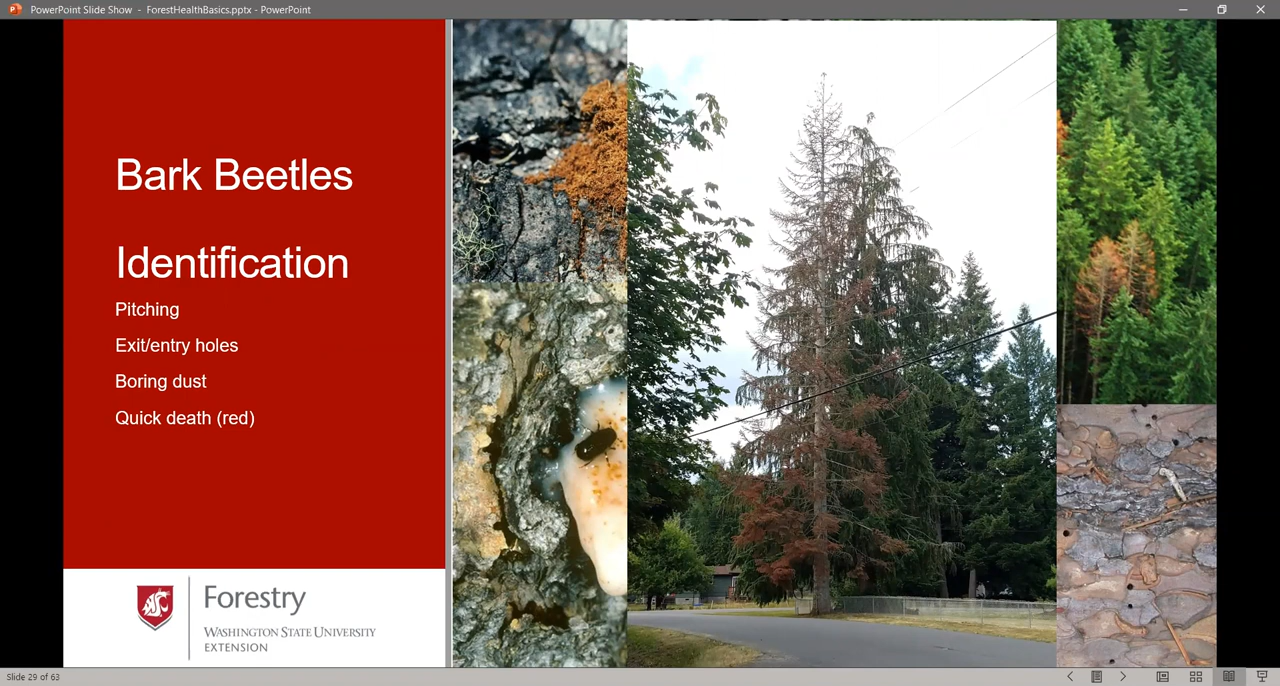 PowerPoint Slide Show - ForestHealthBasics.pptx - PowerPoint
Bark Beetles
Identification
Pitching
Exit/entry holes
Boring dust
Quick death (red)
Forestry
WASHINGTON STATE UNIVERSITY
EXTENSION
Slide 29 of 63